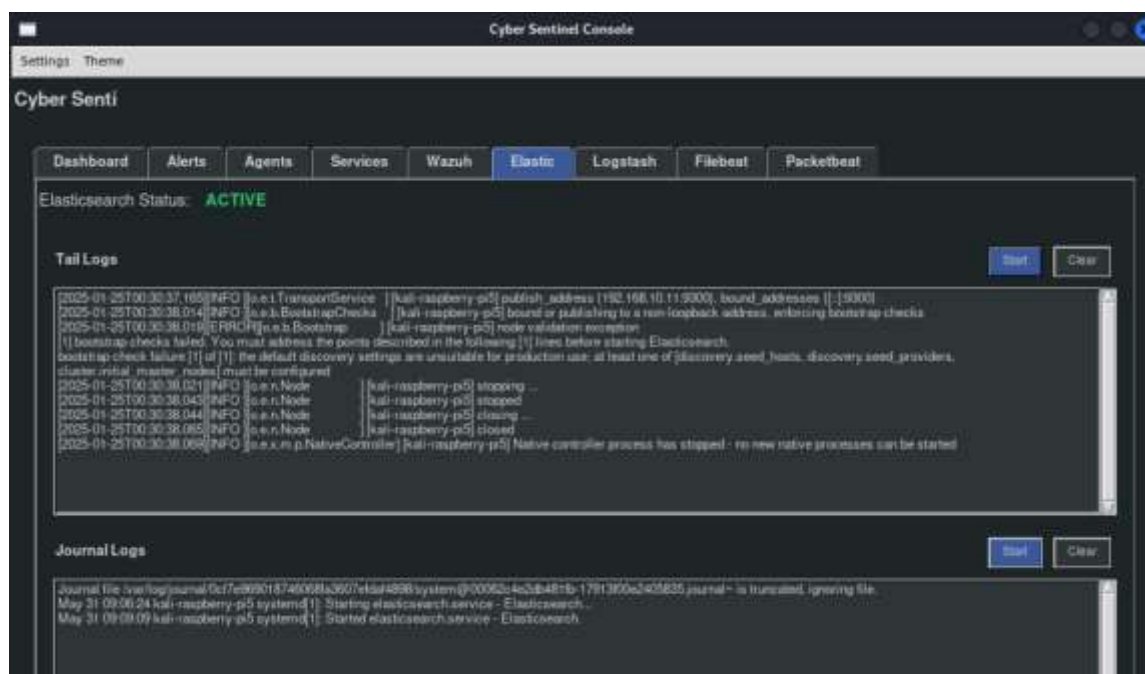 Cyber Sentinel Console
Settings Theme
Cyber Senti
Dashboard Alerts Agents Services Wazuh Elastic Logstash Filebeat Packetbeat
Elasticsearch Status: ACTIVE
Tail Logs Start Clear
[2025-01-25T00:30:37,165][INFO ][o.e.t.TransportService ] [kali-raspberry-pi5] publish_address {192.168.10.11:9300}, bound_addresses {[::]:9300}
[2025-01-25T00:30:38,014][INFO ][o.e.b.BootstrapChecks ] [kali-raspberry-pi5] bound or publishing to a non-loopback address, enforcing bootstrap checks
[2025-01-25T00:30:38,019][ERROR][o.e.b.Bootstrap ] [kali-raspberry-pi5] node validation exception
[1] bootstrap checks failed. You must address the points described in the following [1] lines before starting Elasticsearch.
bootstrap check failure [1] of [1]: the default discovery settings are unsuitable for production use; at least one of [discovery.seed_hosts, discovery.seed_providers,
cluster.initial_master_nodes] must be configured
[2025-01-25T00:30:38,021][INFO ][o.e.n.Node ] [kali-raspberry-pi5] stopping ...
[2025-01-25T00:30:38,043][INFO ][o.e.n.Node ] [kali-raspberry-pi5] stopped
[2025-01-25T00:30:38,044][INFO ][o.e.n.Node ] [kali-raspberry-pi5] closing ...
[2025-01-25T00:30:38,065][INFO ][o.e.n.Node ] [kali-raspberry-pi5] closed
[2025-01-25T00:30:38,069][INFO ][o.e.x.m.p.NativeController] [kali-raspberry-pi5] Native controller process has stopped - no new native processes can be started
Journal Logs Start Clear
Journal file is truncated, ignoring file.
May 31 09:06:24 kali-raspberry-pi5 systemd[1]: Starting elasticsearch.service - Elasticsearch...
May 31 09:09:09 kali-raspberry-pi5 systemd[1]: Started elasticsearch.service - Elasticsearch.